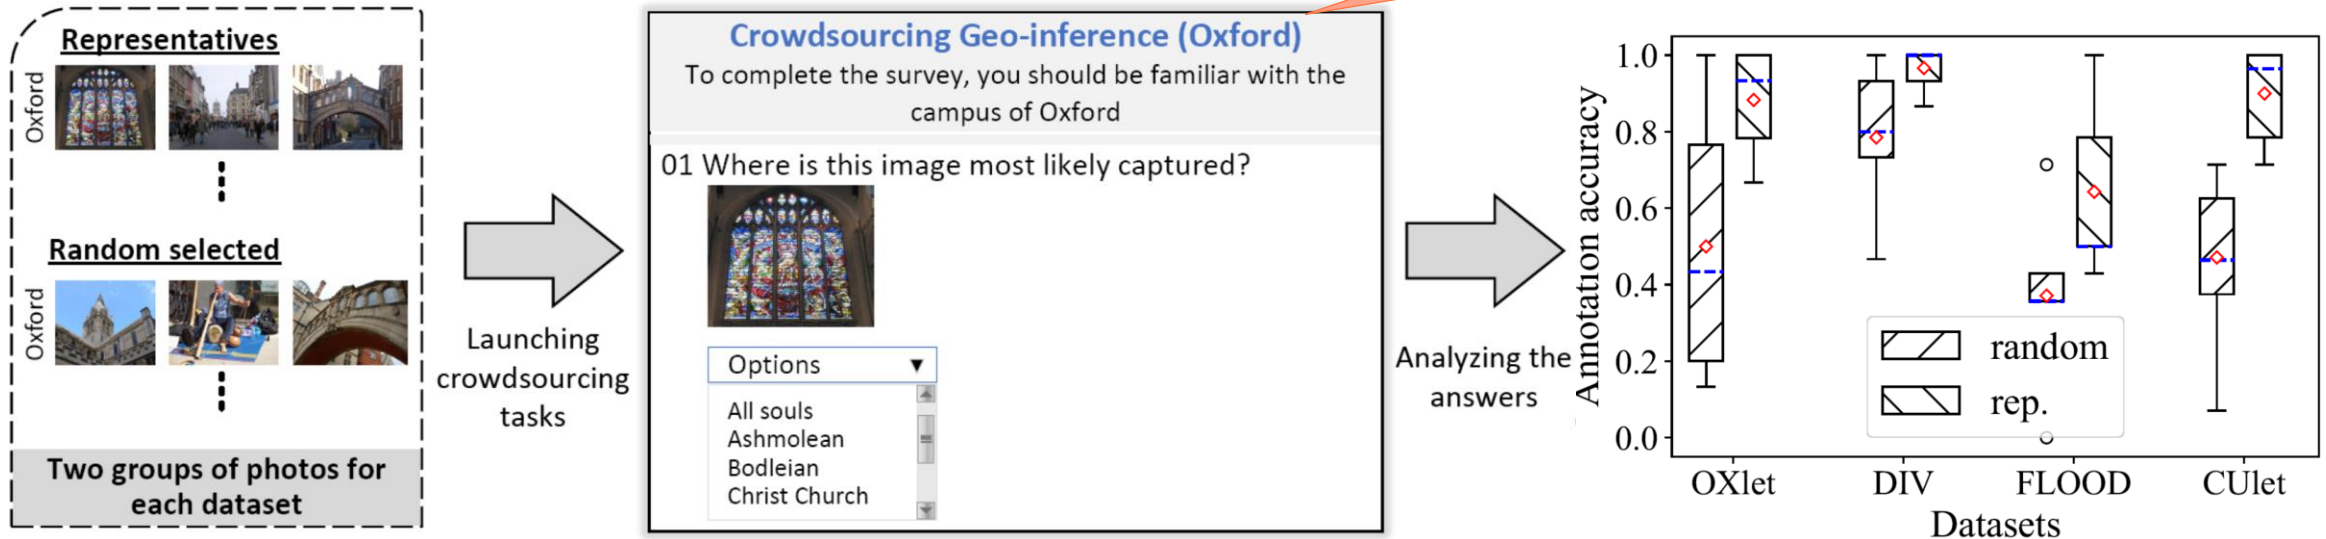 Representatives
Oxford
Random selected
Oxford
Two groups of photos for
each dataset
Launching
crowdsourcing
tasks
Crowdsourcing Geo-inference (Oxford)
To complete the survey, you should be familiar with the
campus of Oxford
01 Where is this image most likely captured?
Options ▼
All souls
Ashmolean
Bodleian
Christ Church
Analyzing the
answers
Annotation accuracy
1.0
0.8
0.6
0.4
0.2
0.0
random
rep.
OXlet DIV FLOOD CUlet
Datasets